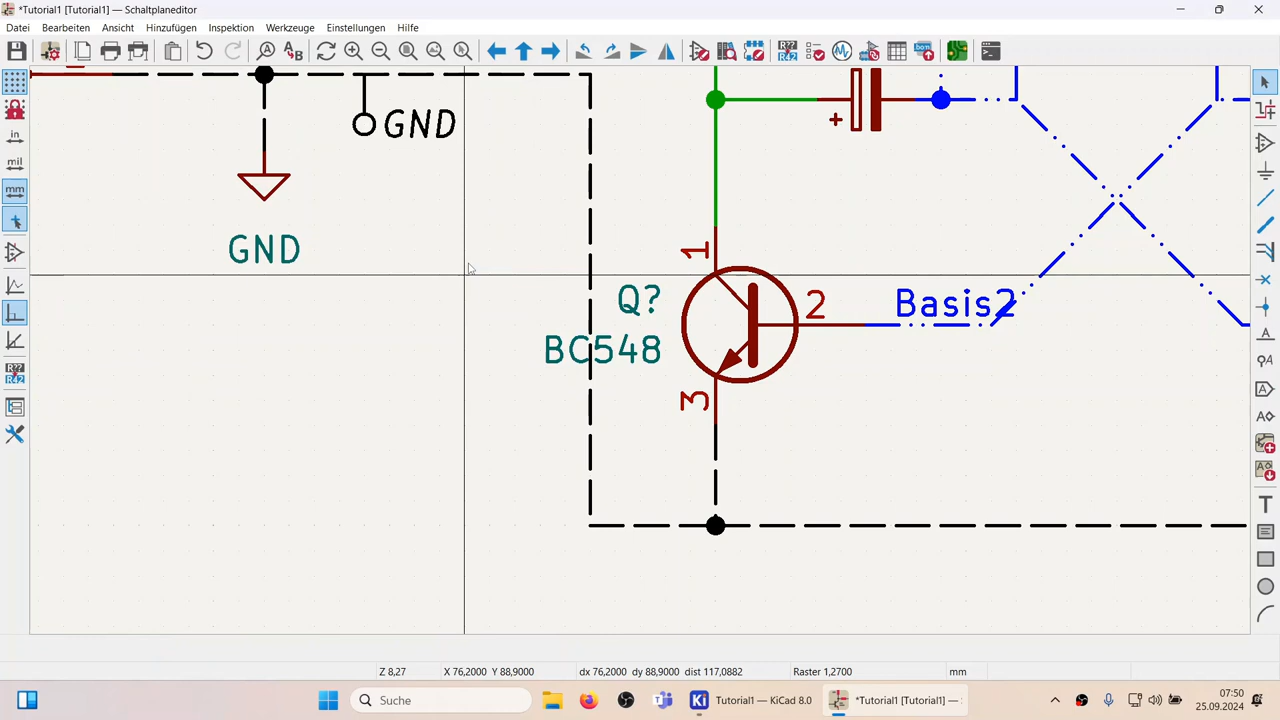 *Tutorial1 [Tutorial1] — Schaltplaneditor
Datei Bearbeiten Ansicht Hinzufügen Inspektion Werkzeuge Einstellungen Hilfe
in
mil
mm
GND
GND
+
1
Q?
2
Basis2
BC548
3
Z 8,27 X 76,2000 Y 88,9000 dx 76,2000 dy 88,9000 dist 117,0882 Raster 1,2700 mm
Suche
Tutorial1 — KiCad 8.0
*Tutorial1 [Tutorial1] —
07:50
25.09.2024